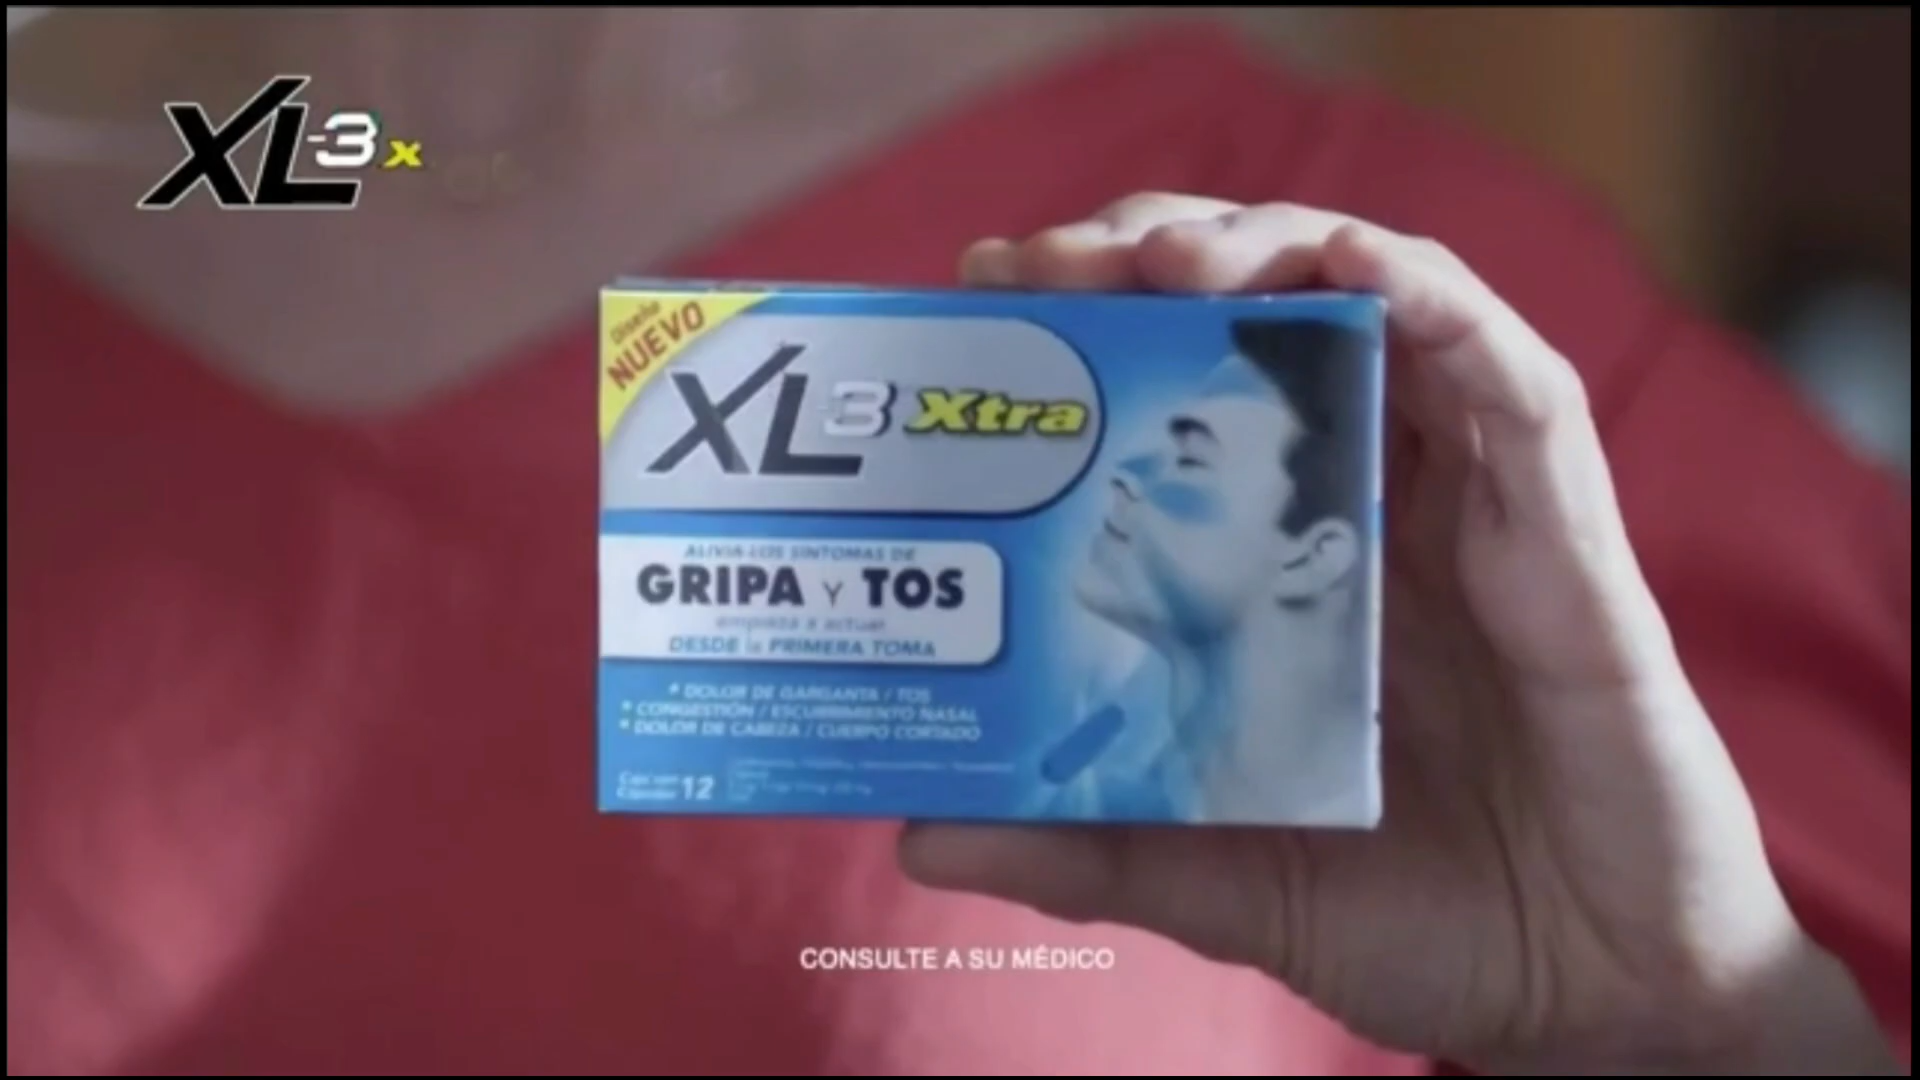 XL-3 x
Diseño
NUEVO
XL-3 Xtra
ALIVIA LOS SÍNTOMAS DE
GRIPA Y TOS
empieza a actuar
DESDE la PRIMERA TOMA
• DOLOR DE GARGANTA / TOS
• CONGESTIÓN / ESCURRIMIENTO NASAL
• DOLOR DE CABEZA / CUERPO CORTADO
12
CONSULTE A SU MÉDICO